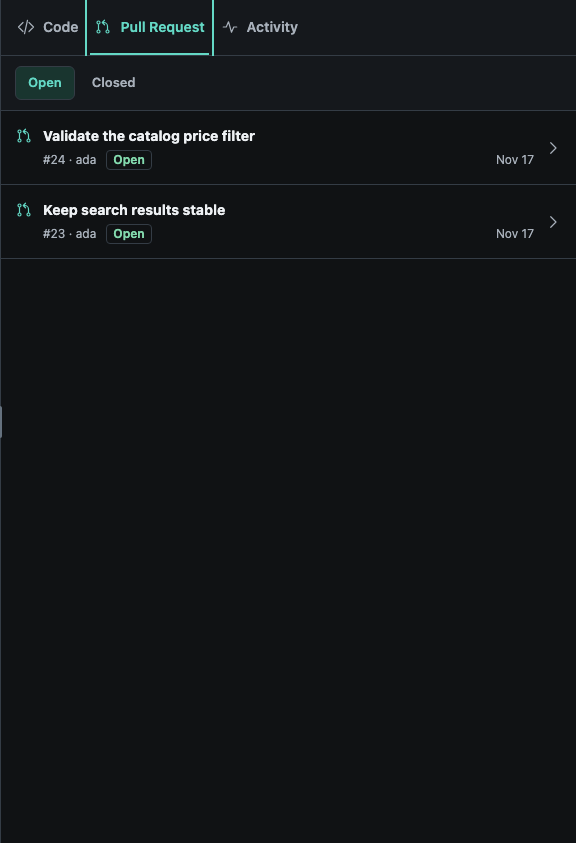 Code Pull Request Activity
Open Closed
Validate the catalog price filter
#24 · ada Open Nov 17
Keep search results stable
#23 · ada Open Nov 17